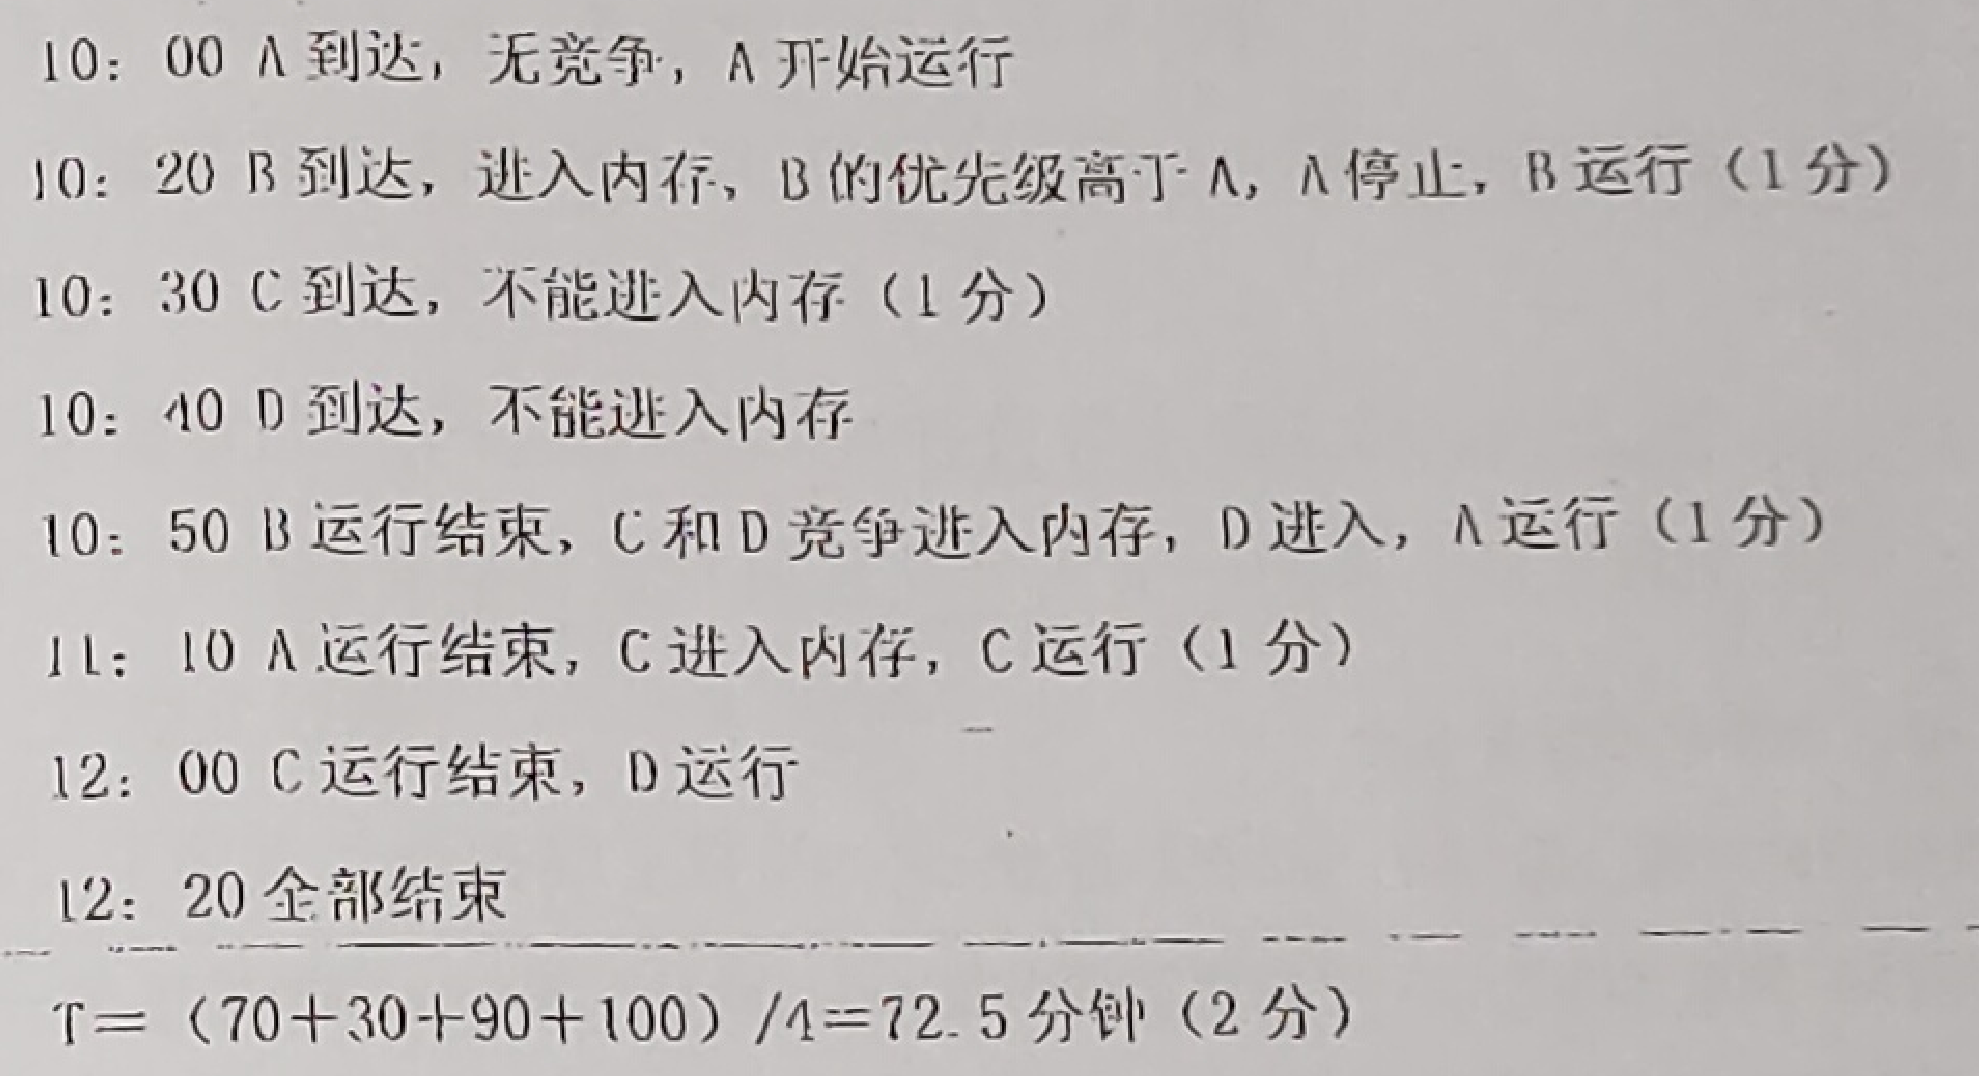 10：00 A 到达，无竞争，A 开始运行
10：20 B 到达，进入内存，B 的优先级高于 A，A 停止，B 运行（1 分）
10：30 C 到达，不能进入内存（1 分）
10：40 D 到达，不能进入内存
10：50 B 运行结束，C 和 D 竞争进入内存，D 进入，A 运行（1 分）
11：10 A 运行结束，C 进入内存，C 运行（1 分）
12：00 C 运行结束，D 运行
12：20 全部结束
T＝（70＋30＋90＋100）/4＝72.5 分钟（2 分）